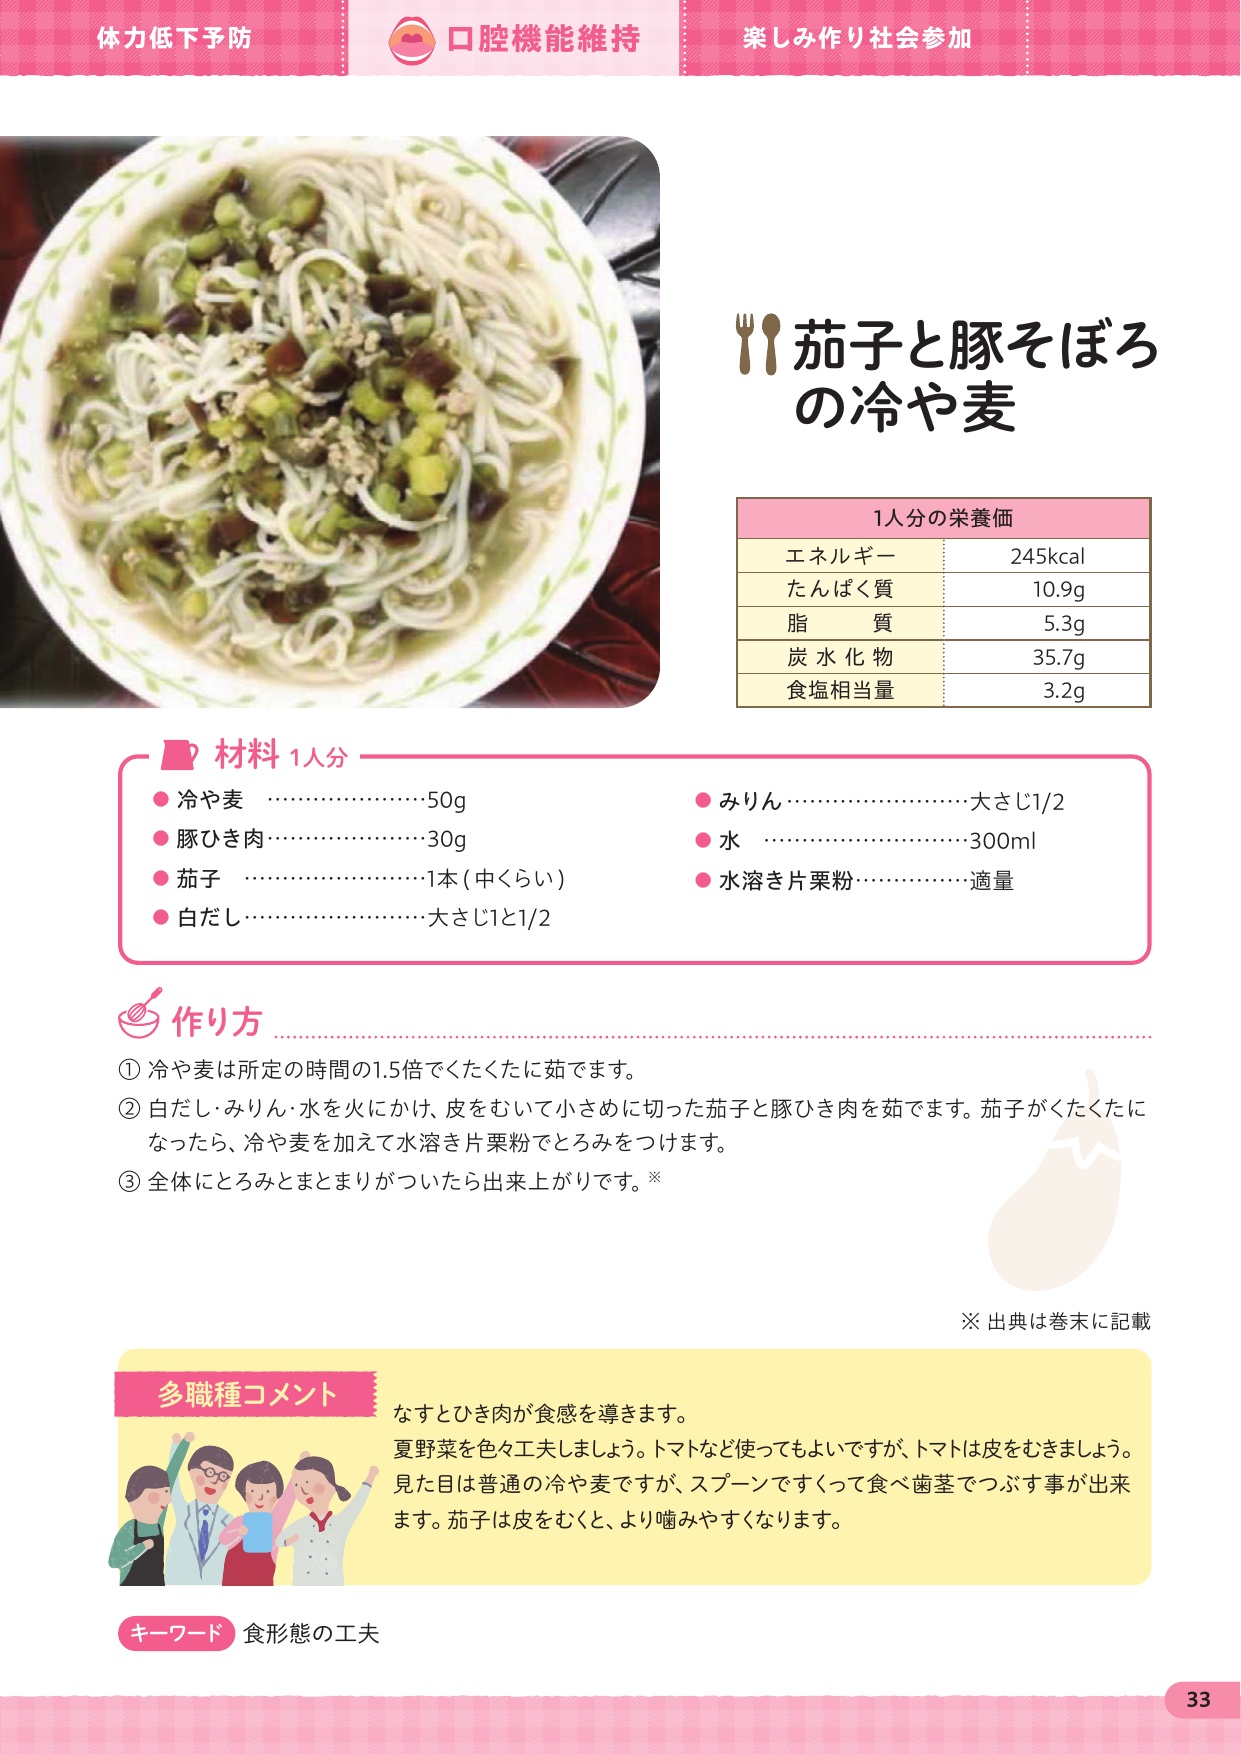 体力低下予防
口腔機能維持
楽しみ作り社会参加
茄子と豚そぼろ
の冷や麦
1人分の栄養価
エネルギー 245kcal
たんぱく質 10.9g
脂　質 5.3g
炭水化物 35.7g
食塩相当量 3.2g
材料 1人分
● 冷や麦 …………………50g
● 豚ひき肉…………………30g
● 茄子 ……………………1本(中くらい)
● 白だし……………………大さじ1と1/2
● みりん……………………大さじ1/2
● 水 ………………………300ml
● 水溶き片栗粉……………適量
作り方
① 冷や麦は所定の時間の1.5倍でくたくたに茹でます。
② 白だし・みりん・水を火にかけ、皮をむいて小さめに切った茄子と豚ひき肉を茹でます。茄子がくたくたに
なったら、冷や麦を加えて水溶き片栗粉でとろみをつけます。
③ 全体にとろみとまとまりがついたら出来上がりです。※
※ 出典は巻末に記載
多職種コメント
なすとひき肉が食感を導きます。
夏野菜を色々工夫しましょう。トマトなど使ってもよいですが、トマトは皮をむきましょう。
見た目は普通の冷や麦ですが、スプーンですくって食べ歯茎でつぶす事が出来
ます。茄子は皮をむくと、より噛みやすくなります。
キーワード 食形態の工夫
33